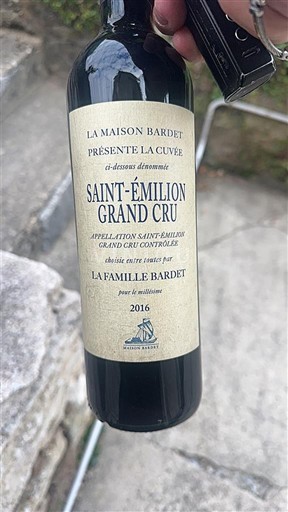 LA MAISON BARDET
PRÉSENTE LA CUVÉE
ci-dessous dénommée
SAINT-ÉMILION
GRAND CRU
APPELLATION SAINT-ÉMILION
GRAND CRU CONTRÔLÉE
choisie entre toutes par
LA FAMILLE BARDET
pour le millésime
2016
MAISON BARDET